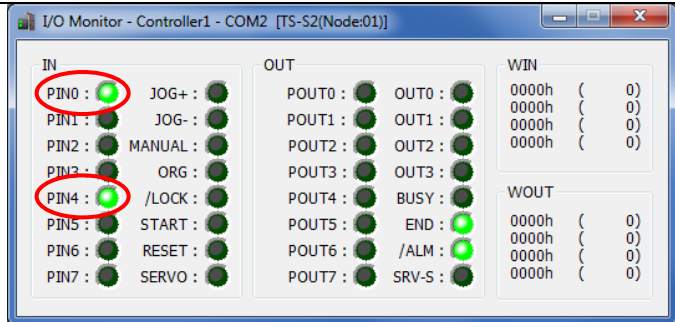 I/O Monitor - Controller1 - COM2 [TS-S2(Node:01)]
IN
PIN0 : JOG+ :
PIN1 : JOG- :
PIN2 : MANUAL :
PIN3 : ORG :
PIN4 : /LOCK :
PIN5 : START :
PIN6 : RESET :
PIN7 : SERVO :
OUT
POUT0 : OUT0 :
POUT1 : OUT1 :
POUT2 : OUT2 :
POUT3 : OUT3 :
POUT4 : BUSY :
POUT5 : END :
POUT6 : /ALM :
POUT7 : SRV-S :
WIN
0000h ( 0)
0000h ( 0)
0000h ( 0)
0000h ( 0)
WOUT
0000h ( 0)
0000h ( 0)
0000h ( 0)
0000h ( 0)